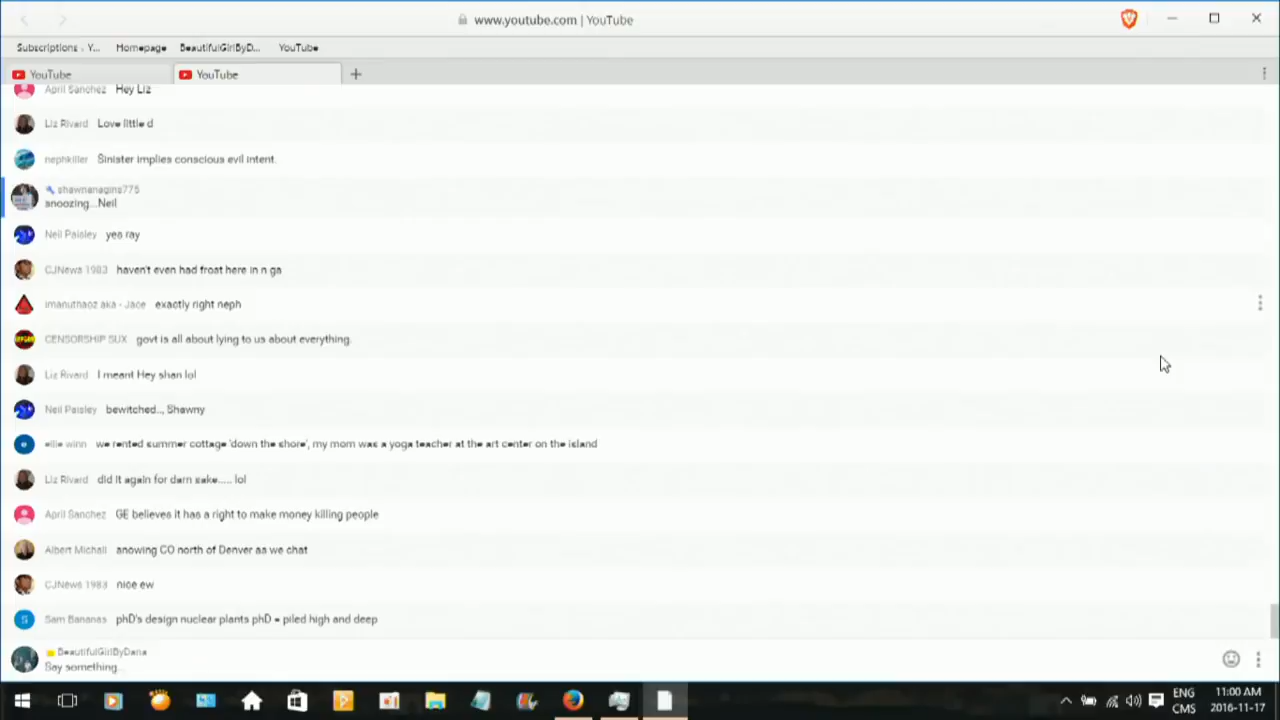 www.youtube.com | YouTube
Subscriptions - Y... Homepage BeautifulGirlByD... YouTube
YouTube YouTube
April Sanchez Hey Liz
Liz Rivard Love little d
nephkiller Sinister implies conscious evil intent.
shawnanagins775
snoozing...Neil
Neil Paisley yea ray
CJNews 1983 haven't even had frost here in n ga
imanuthaoz aka - Jace exactly right neph
CENSORSHIP SUX govt is all about lying to us about everything.
Liz Rivard I meant Hey shan lol
Neil Paisley bewitched.., Shawny
ellie winn we rented summer cottage 'down the shore', my mom was a yoga teacher at the art center on the island
Liz Rivard did it again for darn sake..... lol
April Sanchez GE believes it has a right to make money killing people
Albert Michall snowing CO north of Denver as we chat
CJNews 1983 nice ew
Sam Bananas phD's design nuclear plants phD = piled high and deep
BeautifulGirlByDana
Say something...
ENG 11:00 AM
CMS 2016-11-17